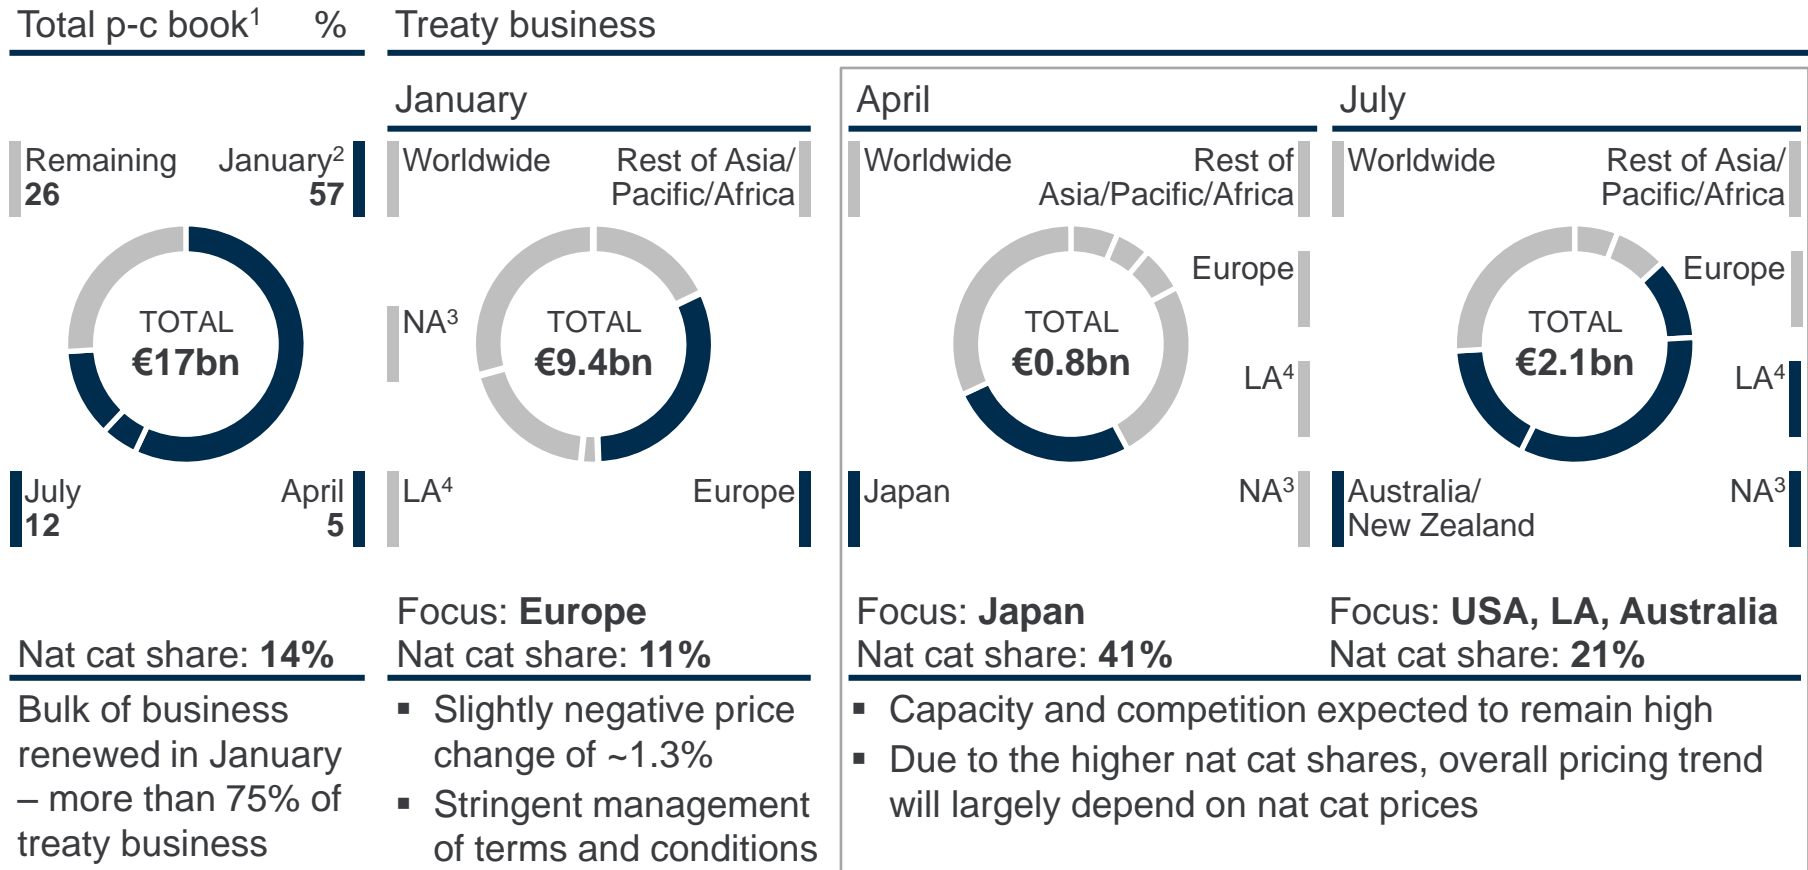 Total p-c book¹ %
Treaty business
Remaining
26
January²
57
TOTAL
€17bn
July
12
April
5
Nat cat share: 14%
Bulk of business
renewed in January
– more than 75% of
treaty business
January
Worldwide
Rest of Asia/
Pacific/Africa
NA³
TOTAL
€9.4bn
LA⁴
Europe
Focus: Europe
Nat cat share: 11%
▪ Slightly negative price
change of ~1.3%
▪ Stringent management
of terms and conditions
April
Worldwide
Rest of
Asia/Pacific/Africa
Europe
TOTAL
€0.8bn
LA⁴
Japan
NA³
Focus: Japan
Nat cat share: 41%
July
Worldwide
Rest of Asia/
Pacific/Africa
Europe
TOTAL
€2.1bn
LA⁴
Australia/
New Zealand
NA³
Focus: USA, LA, Australia
Nat cat share: 21%
▪ Capacity and competition expected to remain high
▪ Due to the higher nat cat shares, overall pricing trend
will largely depend on nat cat prices